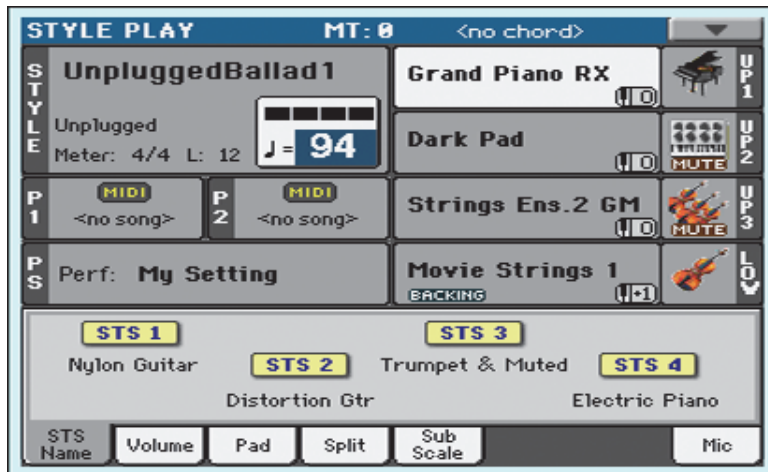 STYLE PLAY MT: 0 <no chord>
STYLE
UnpluggedBallad1
Unplugged
Meter: 4/4 L: 12
♩= 94
Grand Piano RX
0
UP1
Dark Pad
0
MUTE
UP2
P1
MIDI
<no song>
P2
MIDI
<no song>
Strings Ens.2 GM
0
MUTE
UP3
PS
Perf: My Setting
Movie Strings 1
BACKING
+1
LOW
STS 1
Nylon Guitar
STS 2
Distortion Gtr
STS 3
Trumpet & Muted
STS 4
Electric Piano
STS Name
Volume
Pad
Split
Sub Scale
Mic